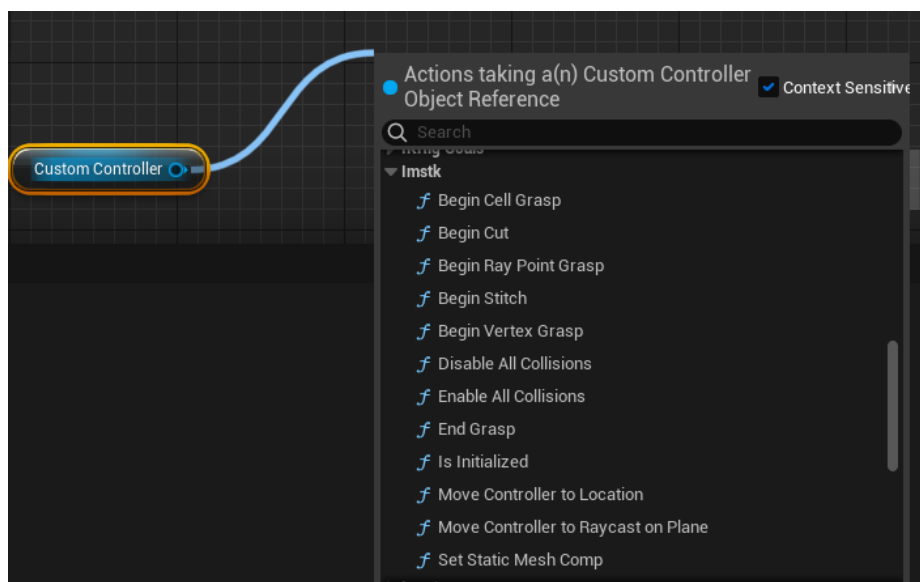 Actions taking a(n) Custom Controller
Object Reference
Context Sensitive
Search
Custom Controller
Imstk
Begin Cell Grasp
Begin Cut
Begin Ray Point Grasp
Begin Stitch
Begin Vertex Grasp
Disable All Collisions
Enable All Collisions
End Grasp
Is Initialized
Move Controller to Location
Move Controller to Raycast on Plane
Set Static Mesh Comp